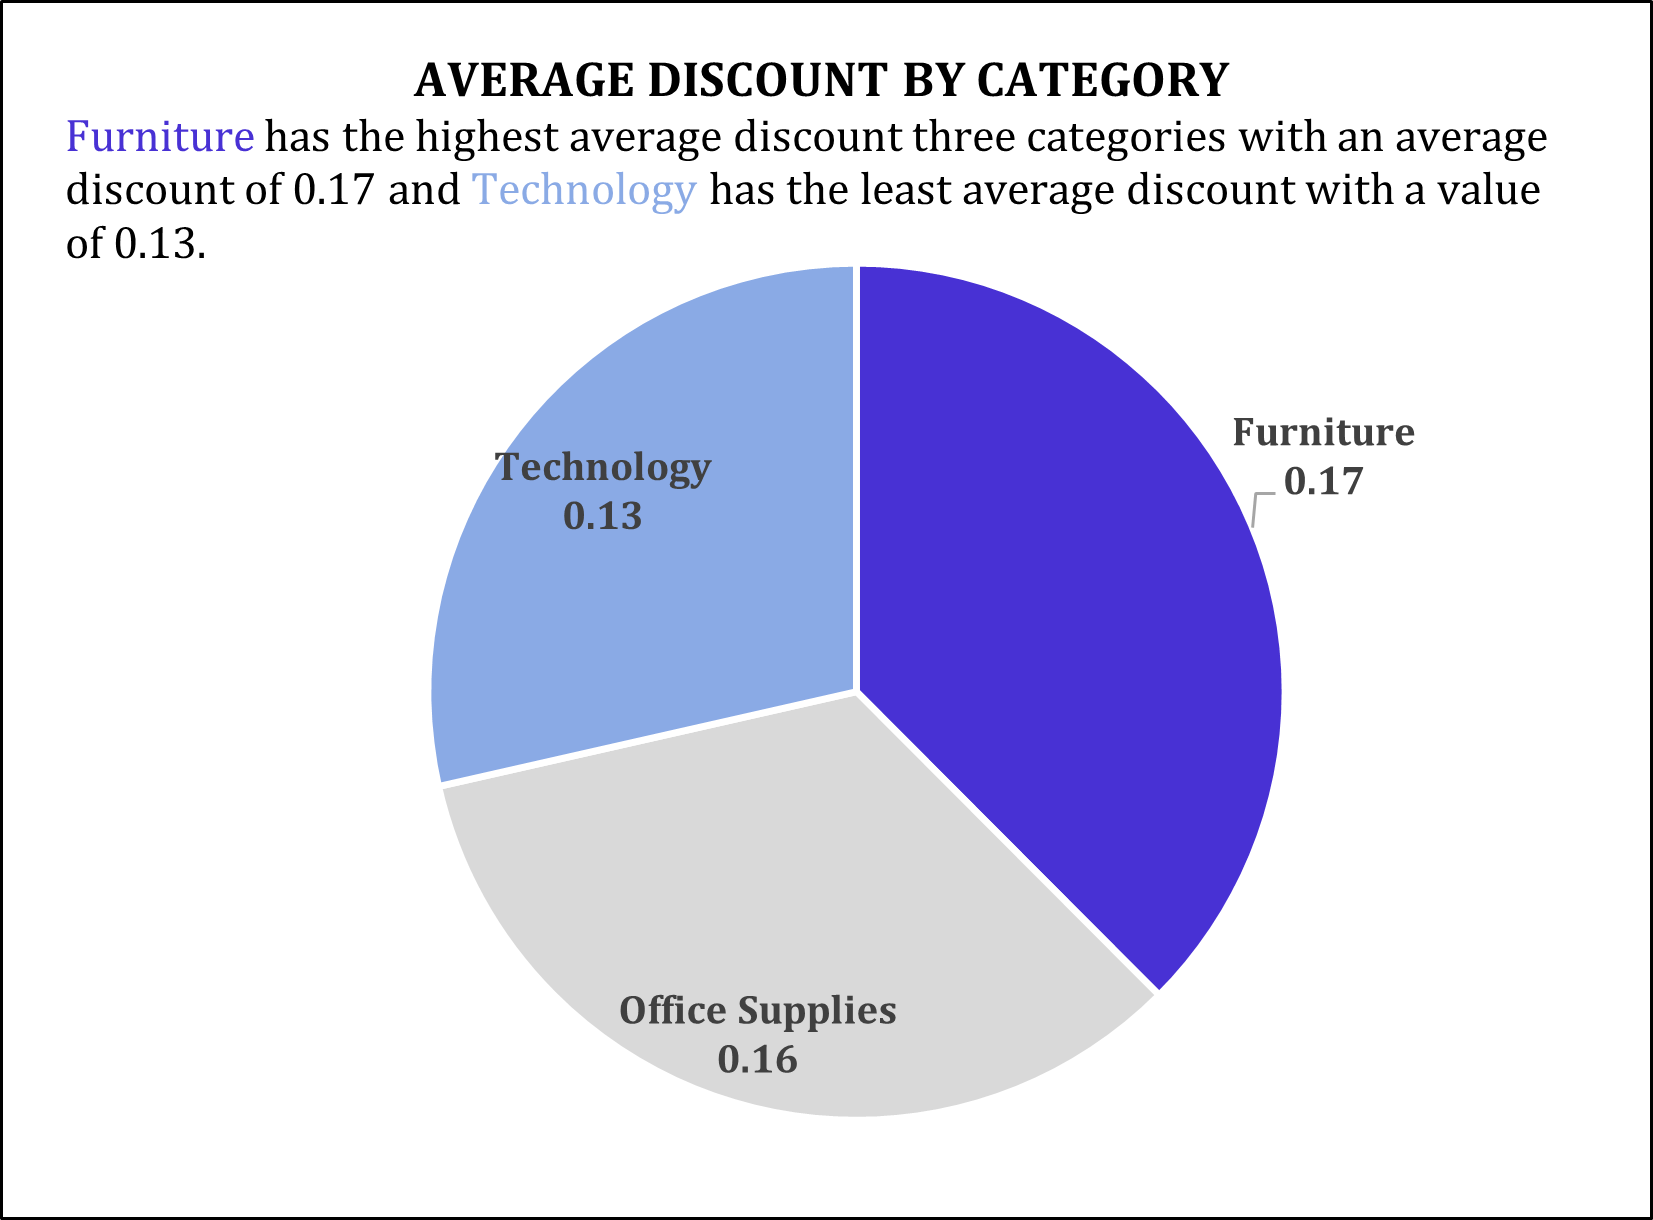 AVERAGE DISCOUNT BY CATEGORY
Furniture has the highest average discount three categories with an average
discount of 0.17 and Technology has the least average discount with a value
of 0.13.
Furniture
0.17
Technology
0.13
Office Supplies
0.16